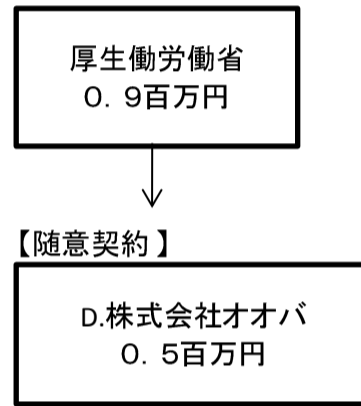 厚生働労働省
０．９百万円
【随意契約】
D.株式会社オオバ
０．５百万円